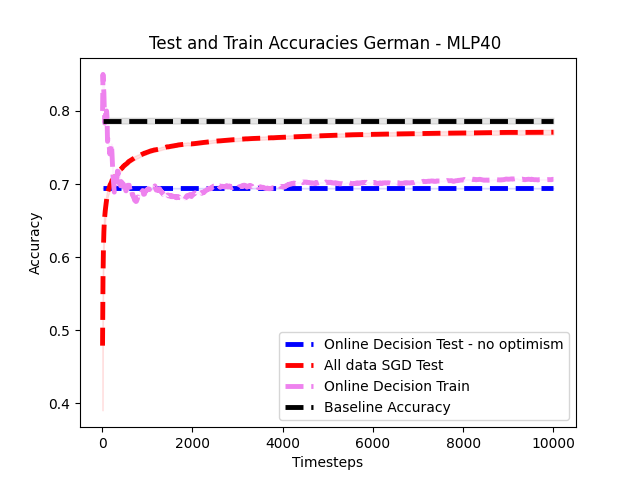 Test and Train Accuracies German - MLP40
Accuracy
0.8
0.7
0.6
0.5
0.4
Online Decision Test - no optimism
All data SGD Test
Online Decision Train
Baseline Accuracy
0
2000
4000
6000
8000
10000
Timesteps